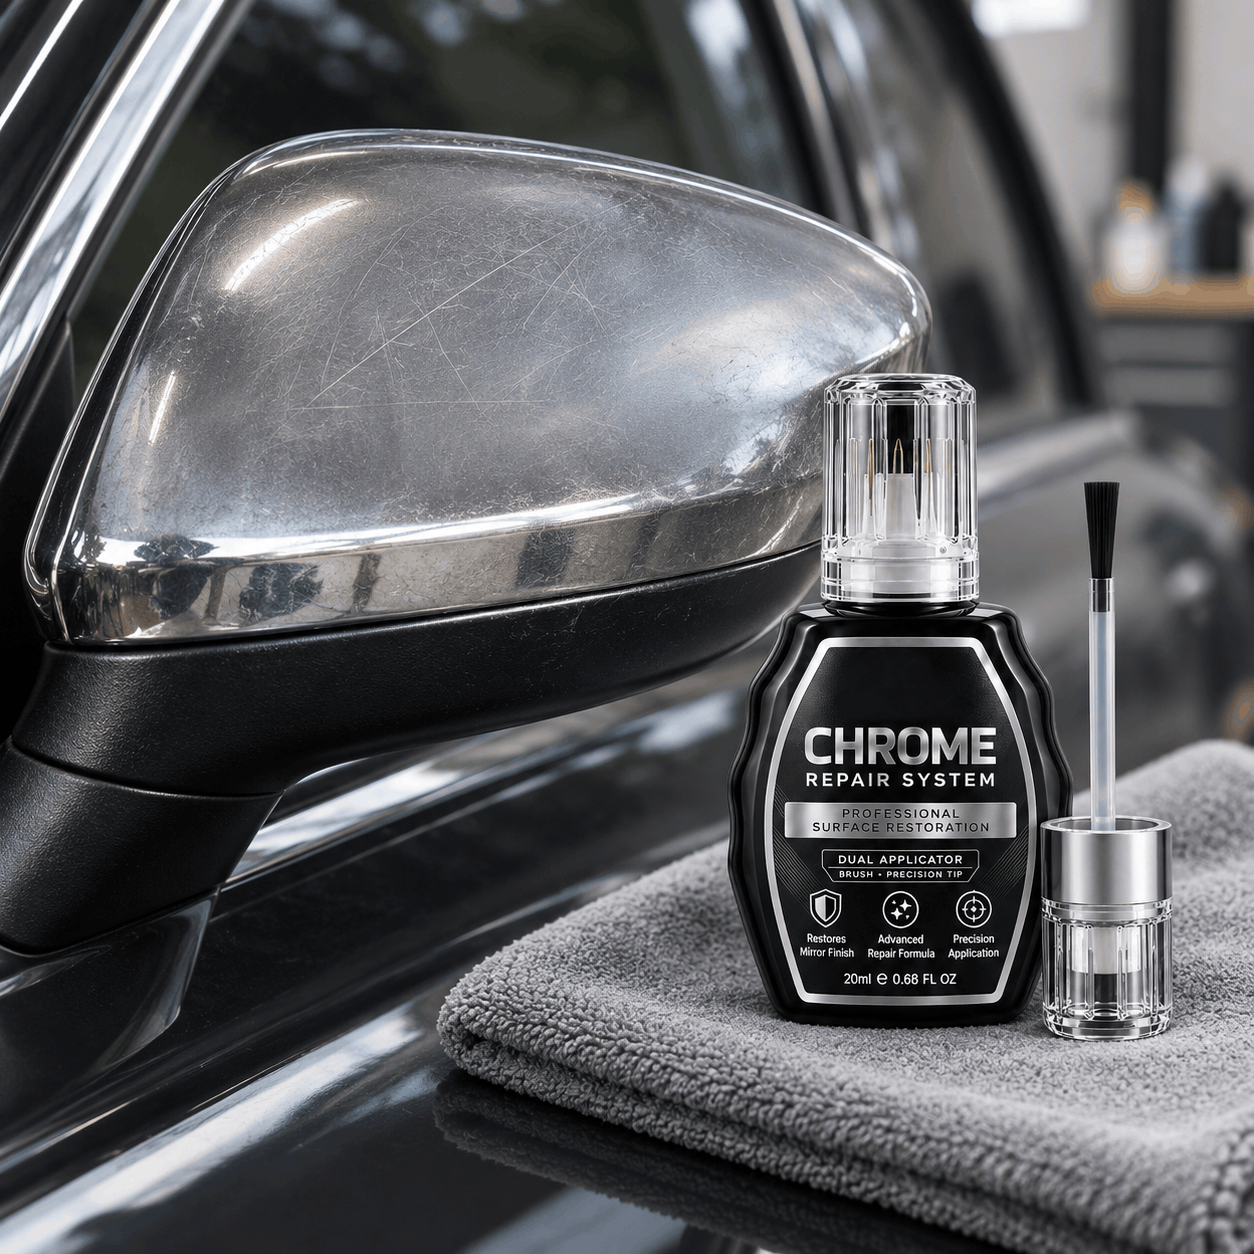 CHROME
REPAIR SYSTEM
PROFESSIONAL
SURFACE RESTORATION
DUAL APPLICATOR
BRUSH • PRECISION TIP
Restores
Mirror Finish
Advanced
Repair Formula
Precision
Application
20ml ℮ 0.68 FL OZ